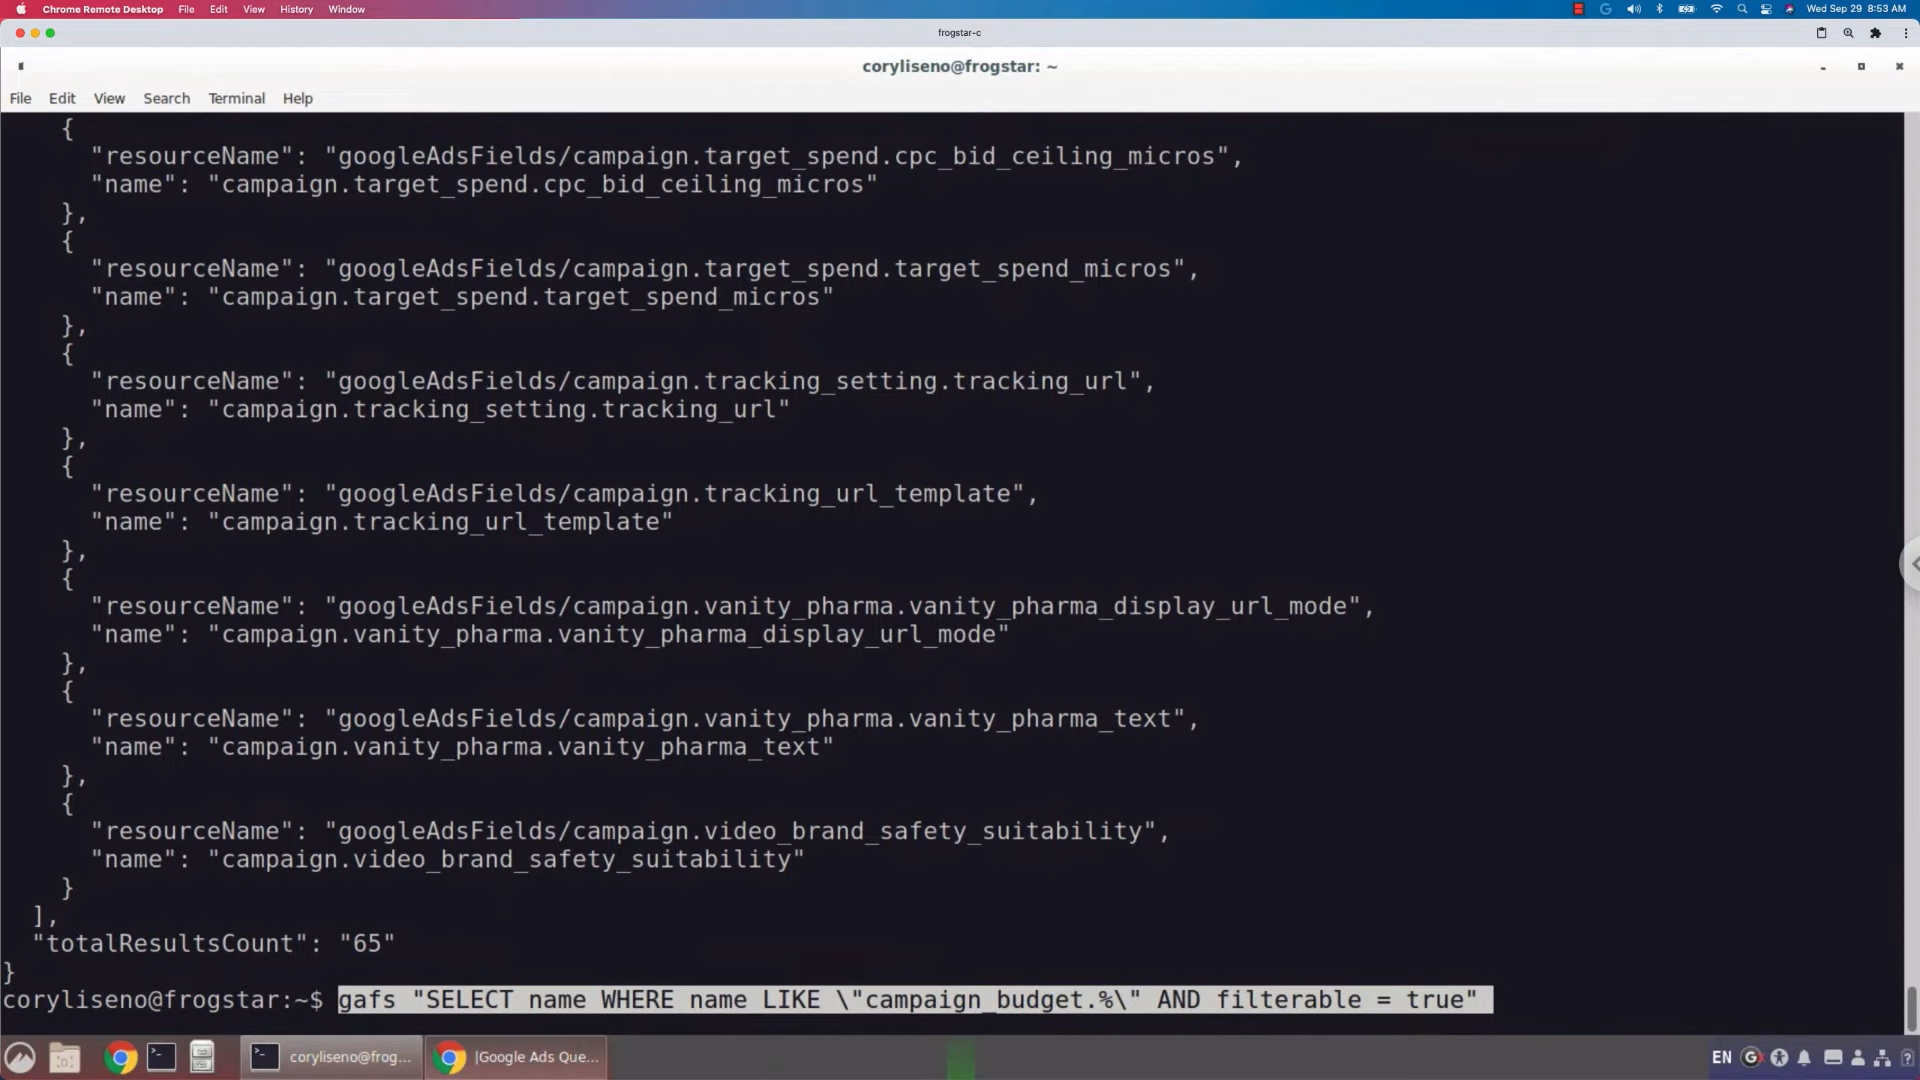 Chrome Remote Desktop File Edit View History Window Wed Sep 29 8:53 AM
frogstar-c
coryliseno@frogstar: ~
File Edit View Search Terminal Help
{
"resourceName": "googleAdsFields/campaign.target_spend.cpc_bid_ceiling_micros",
"name": "campaign.target_spend.cpc_bid_ceiling_micros"
},
{
"resourceName": "googleAdsFields/campaign.target_spend.target_spend_micros",
"name": "campaign.target_spend.target_spend_micros"
},
{
"resourceName": "googleAdsFields/campaign.tracking_setting.tracking_url",
"name": "campaign.tracking_setting.tracking_url"
},
{
"resourceName": "googleAdsFields/campaign.tracking_url_template",
"name": "campaign.tracking_url_template"
},
{
"resourceName": "googleAdsFields/campaign.vanity_pharma.vanity_pharma_display_url_mode",
"name": "campaign.vanity_pharma.vanity_pharma_display_url_mode"
},
{
"resourceName": "googleAdsFields/campaign.vanity_pharma.vanity_pharma_text",
"name": "campaign.vanity_pharma.vanity_pharma_text"
},
{
"resourceName": "googleAdsFields/campaign.video_brand_safety_suitability",
"name": "campaign.video_brand_safety_suitability"
}
],
"totalResultsCount": "65"
}
coryliseno@frogstar:~$ gafs "SELECT name WHERE name LIKE \"campaign_budget.%\" AND filterable = true"
coryliseno@frog... |Google Ads Que... EN